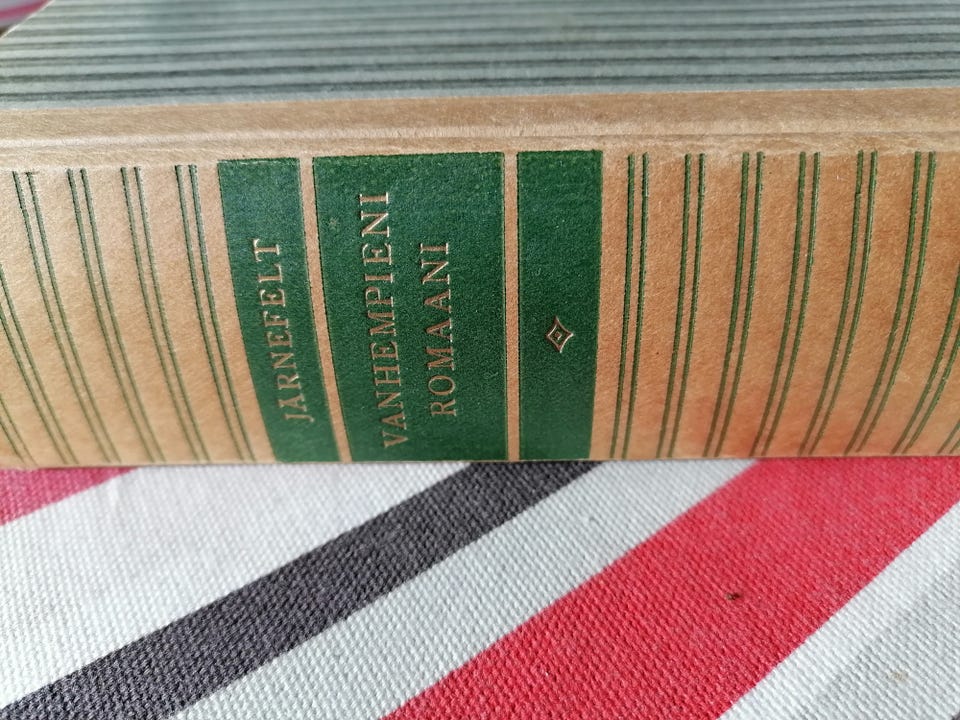 JÄRNEFELT
VANHEMPIENI
ROMAANI